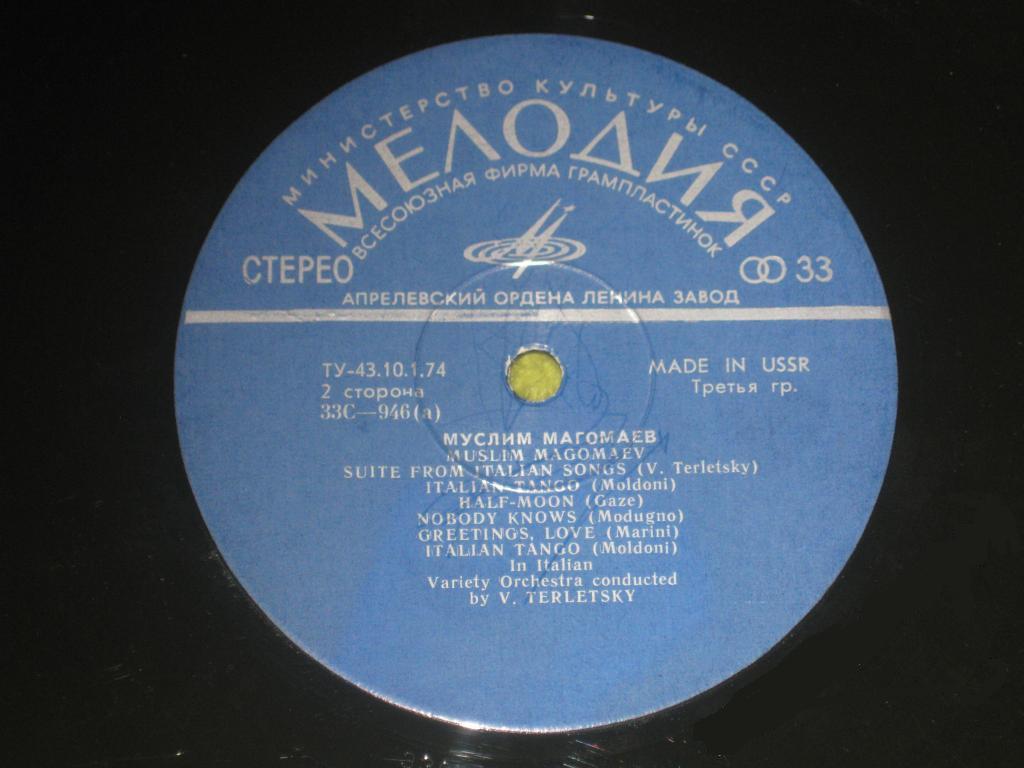 МИНИСТЕРСТВО КУЛЬТУРЫ СССР
МЕЛОДИЯ
ВСЕСОЮЗНАЯ ФИРМА ГРАМПЛАСТИНОК
СТЕРЕО 33
АПРЕЛЕВСКИЙ ОРДЕНА ЛЕНИНА ЗАВОД
ТУ-43.10.1.74 MADE IN USSR
2 сторона Третья гр.
33С—946(а)
МУСЛИМ МАГОМАЕВ
MUSLIM MAGOMAEV
SUITE FROM ITALIAN SONGS (V. Terletsky)
ITALIAN TANGO (Moldoni)
HALF-MOON (Gaze)
NOBODY KNOWS (Modugno)
GREETINGS, LOVE (Marini)
ITALIAN TANGO (Moldoni)
In Italian
Variety Orchestra conducted
by V. TERLETSKY